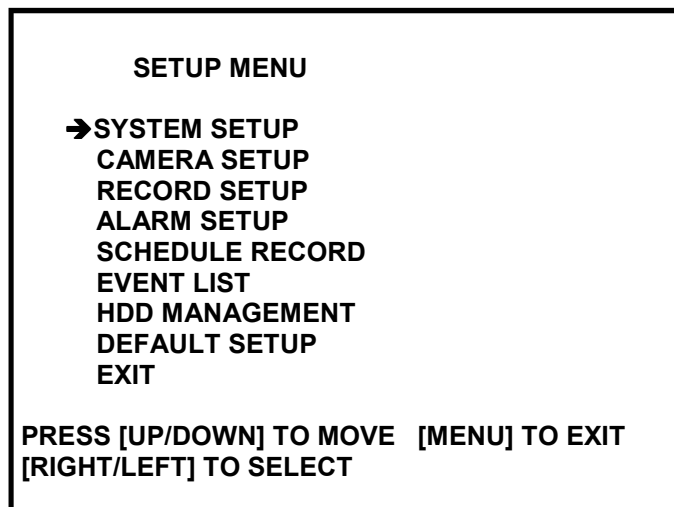 SETUP MENU
➔SYSTEM SETUP
CAMERA SETUP
RECORD SETUP
ALARM SETUP
SCHEDULE RECORD
EVENT LIST
HDD MANAGEMENT
DEFAULT SETUP
EXIT
PRESS [UP/DOWN] TO MOVE [MENU] TO EXIT
[RIGHT/LEFT] TO SELECT